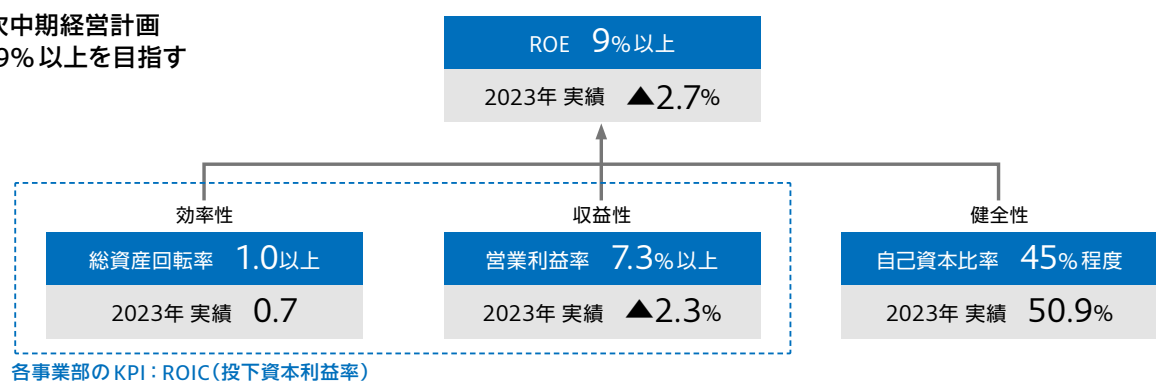 次中期経営計画
9%以上を目指す
ROE 9%以上
2023年 実績 ▲2.7%
効率性
収益性
健全性
総資産回転率 1.0以上
営業利益率 7.3%以上
自己資本比率 45%程度
2023年 実績 0.7
2023年 実績 ▲2.3%
2023年 実績 50.9%
各事業部のKPI：ROIC（投下資本利益率）